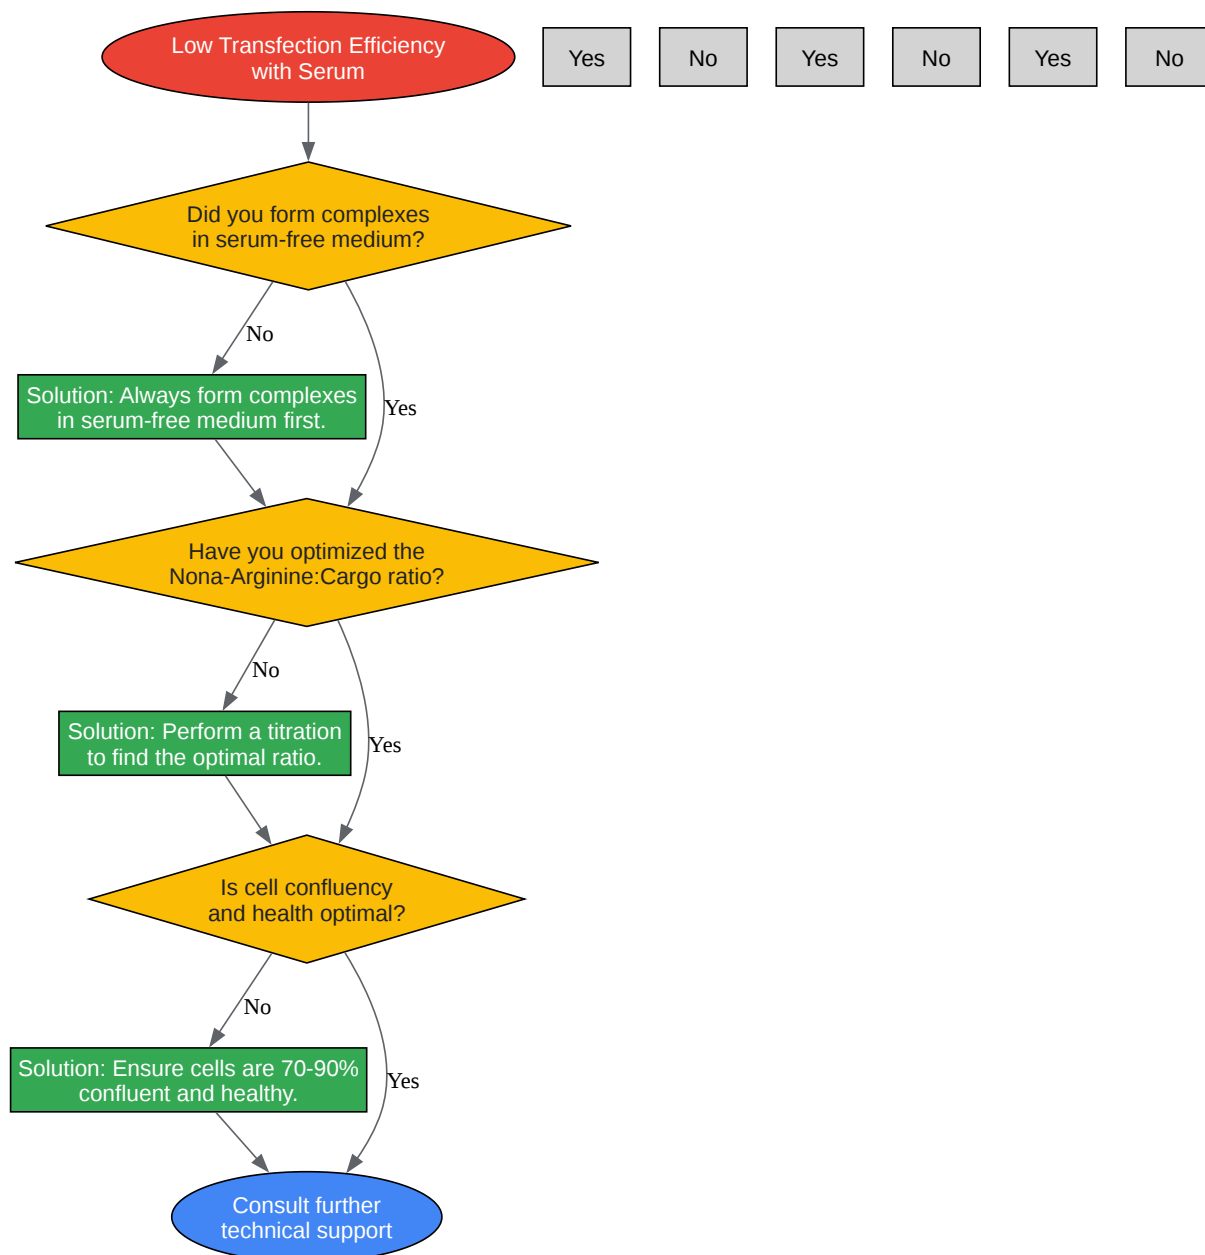 Low Transfection Efficiency
with Serum
Yes
No
Yes
No
Yes
No
Did you form complexes
in serum-free medium?
No
Solution: Always form complexes
in serum-free medium first.
Yes
Have you optimized the
Nona-Arginine:Cargo ratio?
No
Solution: Perform a titration
to find the optimal ratio.
Yes
Is cell confluency
and health optimal?
No
Solution: Ensure cells are 70-90%
confluent and healthy.
Yes
Consult further
technical support